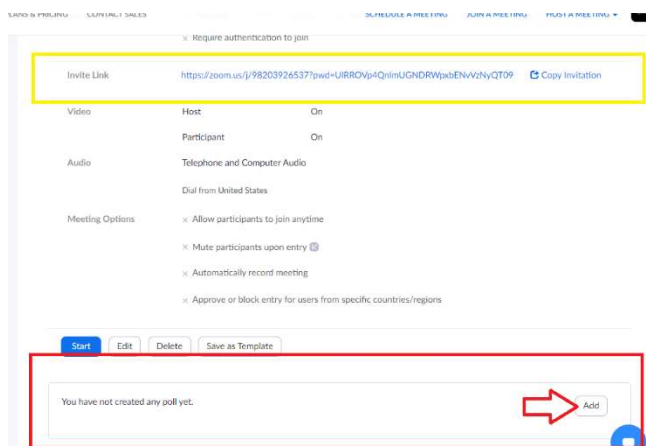 PLANS & PRICING CONTACT SALES SCHEDULE A MEETING JOIN A MEETING HOST A MEETING
× Require authentication to join
Invite Link https://zoom.us/j/98203926537?pwd=UlRROVp4QnlmUGNDRWpxbENvVzNyQT09 Copy Invitation
Video Host On
Participant On
Audio Telephone and Computer Audio
Dial from United States
Meeting Options × Allow participants to join anytime
× Mute participants upon entry
× Automatically record meeting
× Approve or block entry for users from specific countries/regions
Start Edit Delete Save as Template
You have not created any poll yet. Add